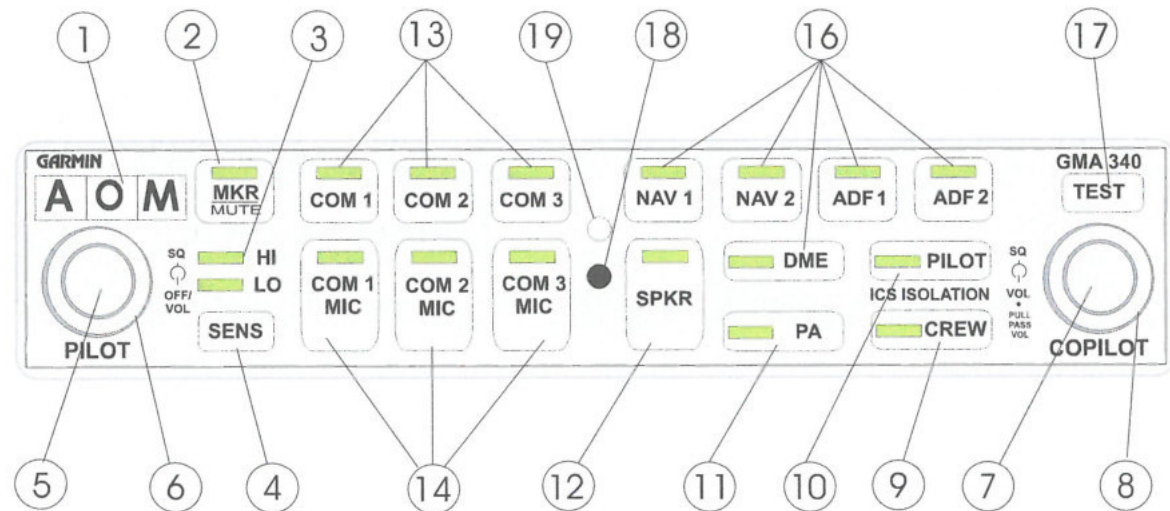 1 2 3 13 19 18 16 17
GARMIN
GMA 340
A O M
MKR
MUTE
COM 1
COM 2
COM 3
NAV 1
NAV 2
ADF 1
ADF 2
TEST
SQ
OFF/
VOL
HI
LO
SENS
PILOT
COM 1
MIC
COM 2
MIC
COM 3
MIC
SPKR
DME
PA
PILOT
ICS ISOLATION
CREW
SQ
VOL
PULL
PASS
VOL
COPILOT
5 6 4 14 12 11 10 9 7 8